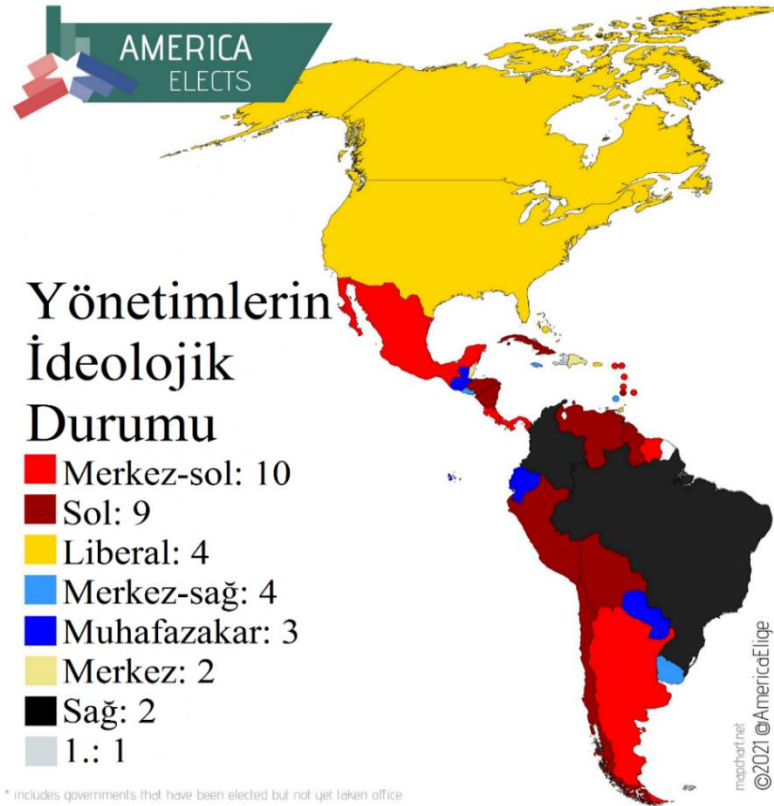 AMERICA
ELECTS
Yönetimlerin
İdeolojik
Durumu
Merkez-sol: 10
Sol: 9
Liberal: 4
Merkez-sağ: 4
Muhafazakar: 3
Merkez: 2
Sağ: 2
1.: 1
* includes governments that have been elected but not yet taken office
mapchart.net
©2021 @AmericaElige